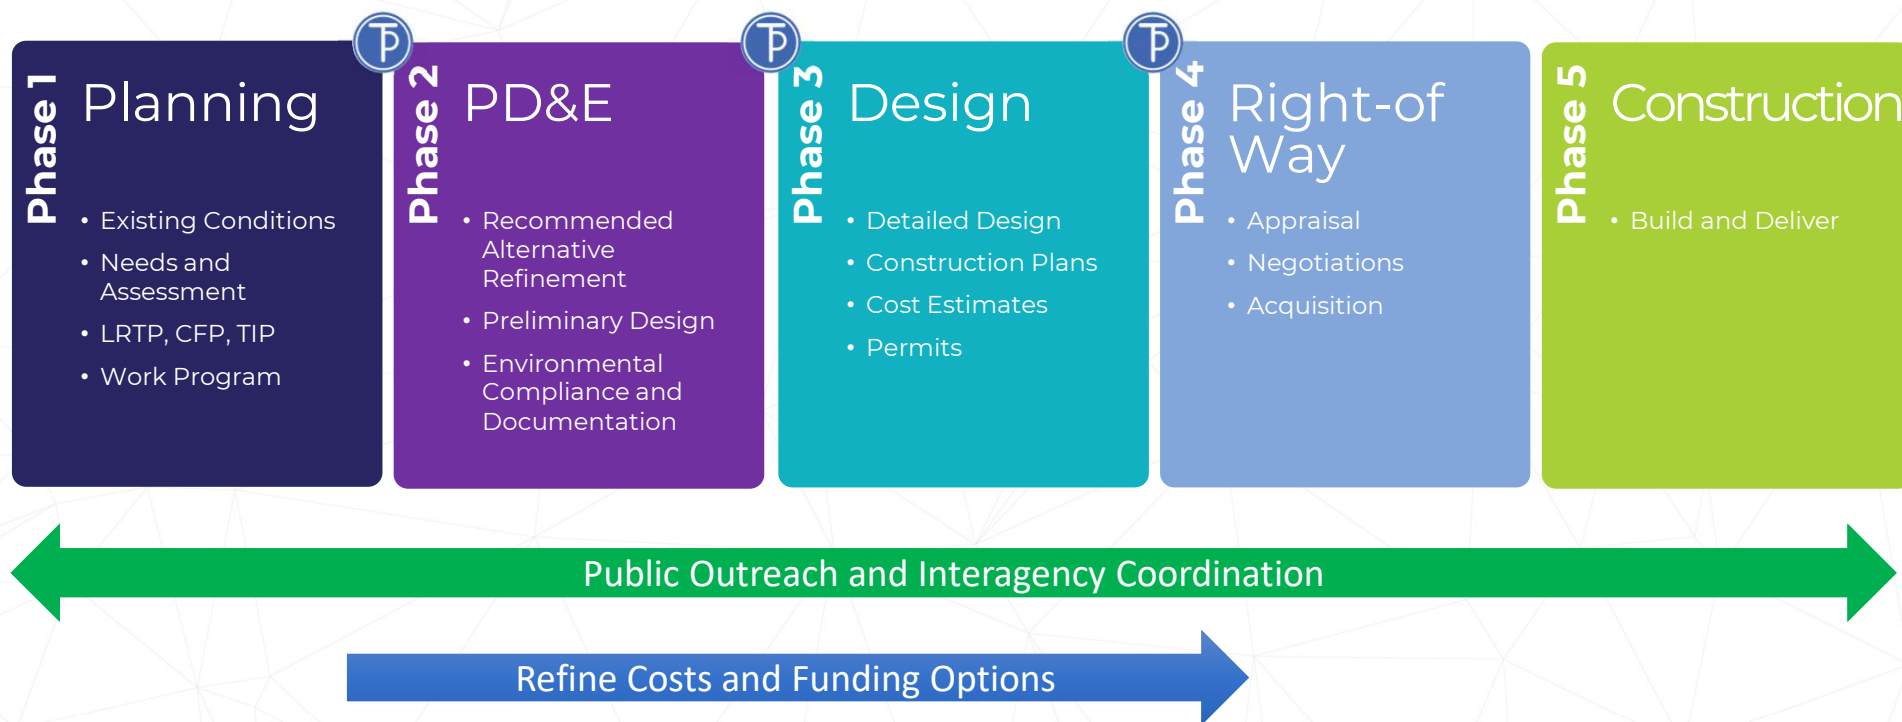 TP
TP
TP
Phase 1
Planning
• Existing Conditions
• Needs and
Assessment
• LRTP, CFP, TIP
• Work Program
Phase 2
PD&E
• Recommended
Alternative
Refinement
• Preliminary Design
• Environmental
Compliance and
Documentation
Phase 3
Design
• Detailed Design
• Construction Plans
• Cost Estimates
• Permits
Phase 4
Right-of
Way
• Appraisal
• Negotiations
• Acquisition
Phase 5
Construction
• Build and Deliver
Public Outreach and Interagency Coordination
Refine Costs and Funding Options